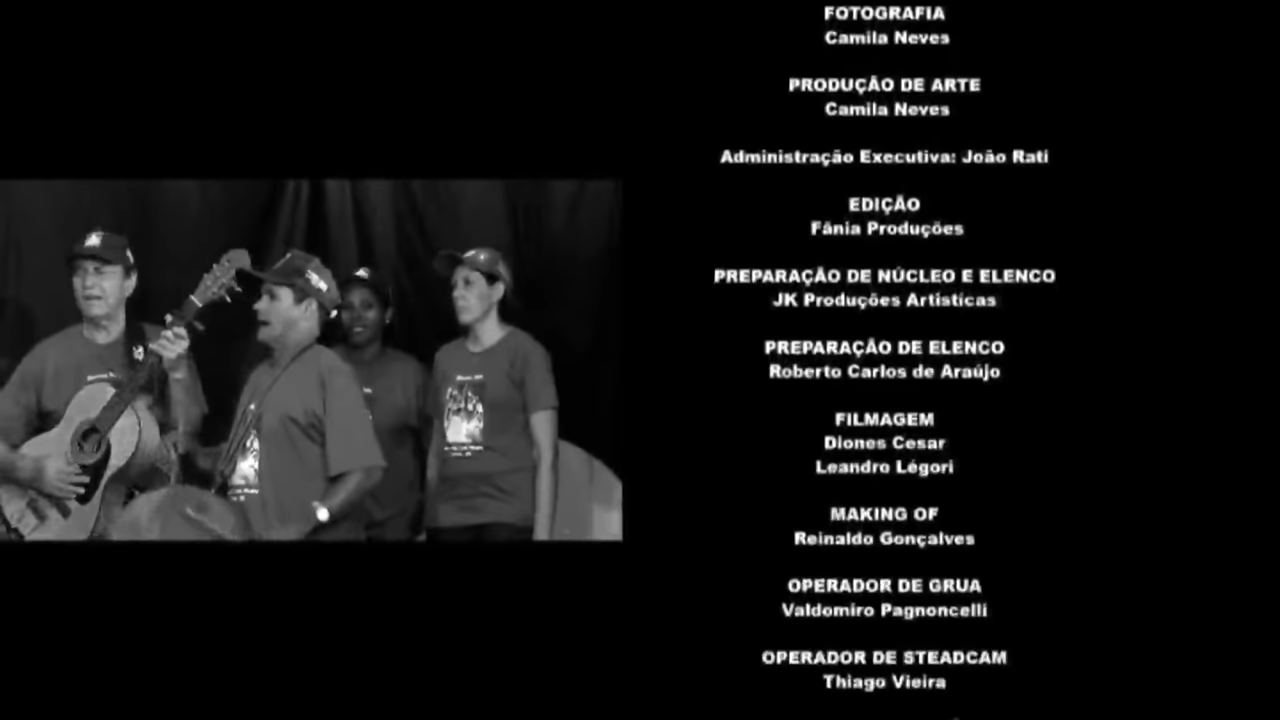 FOTOGRAFIA
Camila Neves
PRODUÇÃO DE ARTE
Camila Neves
Administração Executiva: João Rati
EDIÇÃO
Fânia Produções
PREPARAÇÃO DE NÚCLEO E ELENCO
JK Produções Artisticas
PREPARAÇÃO DE ELENCO
Roberto Carlos de Araújo
FILMAGEM
Diones Cesar
Leandro Légori
MAKING OF
Reinaldo Gonçalves
OPERADOR DE GRUA
Valdomiro Pagnoncelli
OPERADOR DE STEADCAM
Thiago Vieira